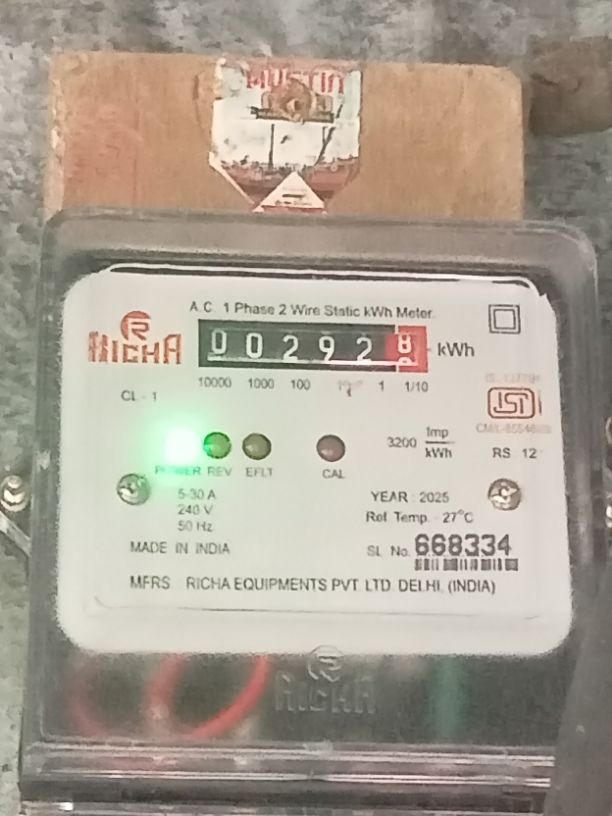 A.C. 1 Phase 2 Wire Static kWh Meter.
RICHA
0 0 2 9 2 8 kWh
10000 1000 100 1 1/10
CL - 1
ISI
3200 Imp/kWh
RS 12
POWER REV EFLT CAL
5-30 A
240 V
50 Hz
YEAR : 2025
Ref. Temp. - 27°C
MADE IN INDIA
SL No. 668334
MFRS : RICHA EQUIPMENTS PVT. LTD. DELHI, (INDIA)
RICHA